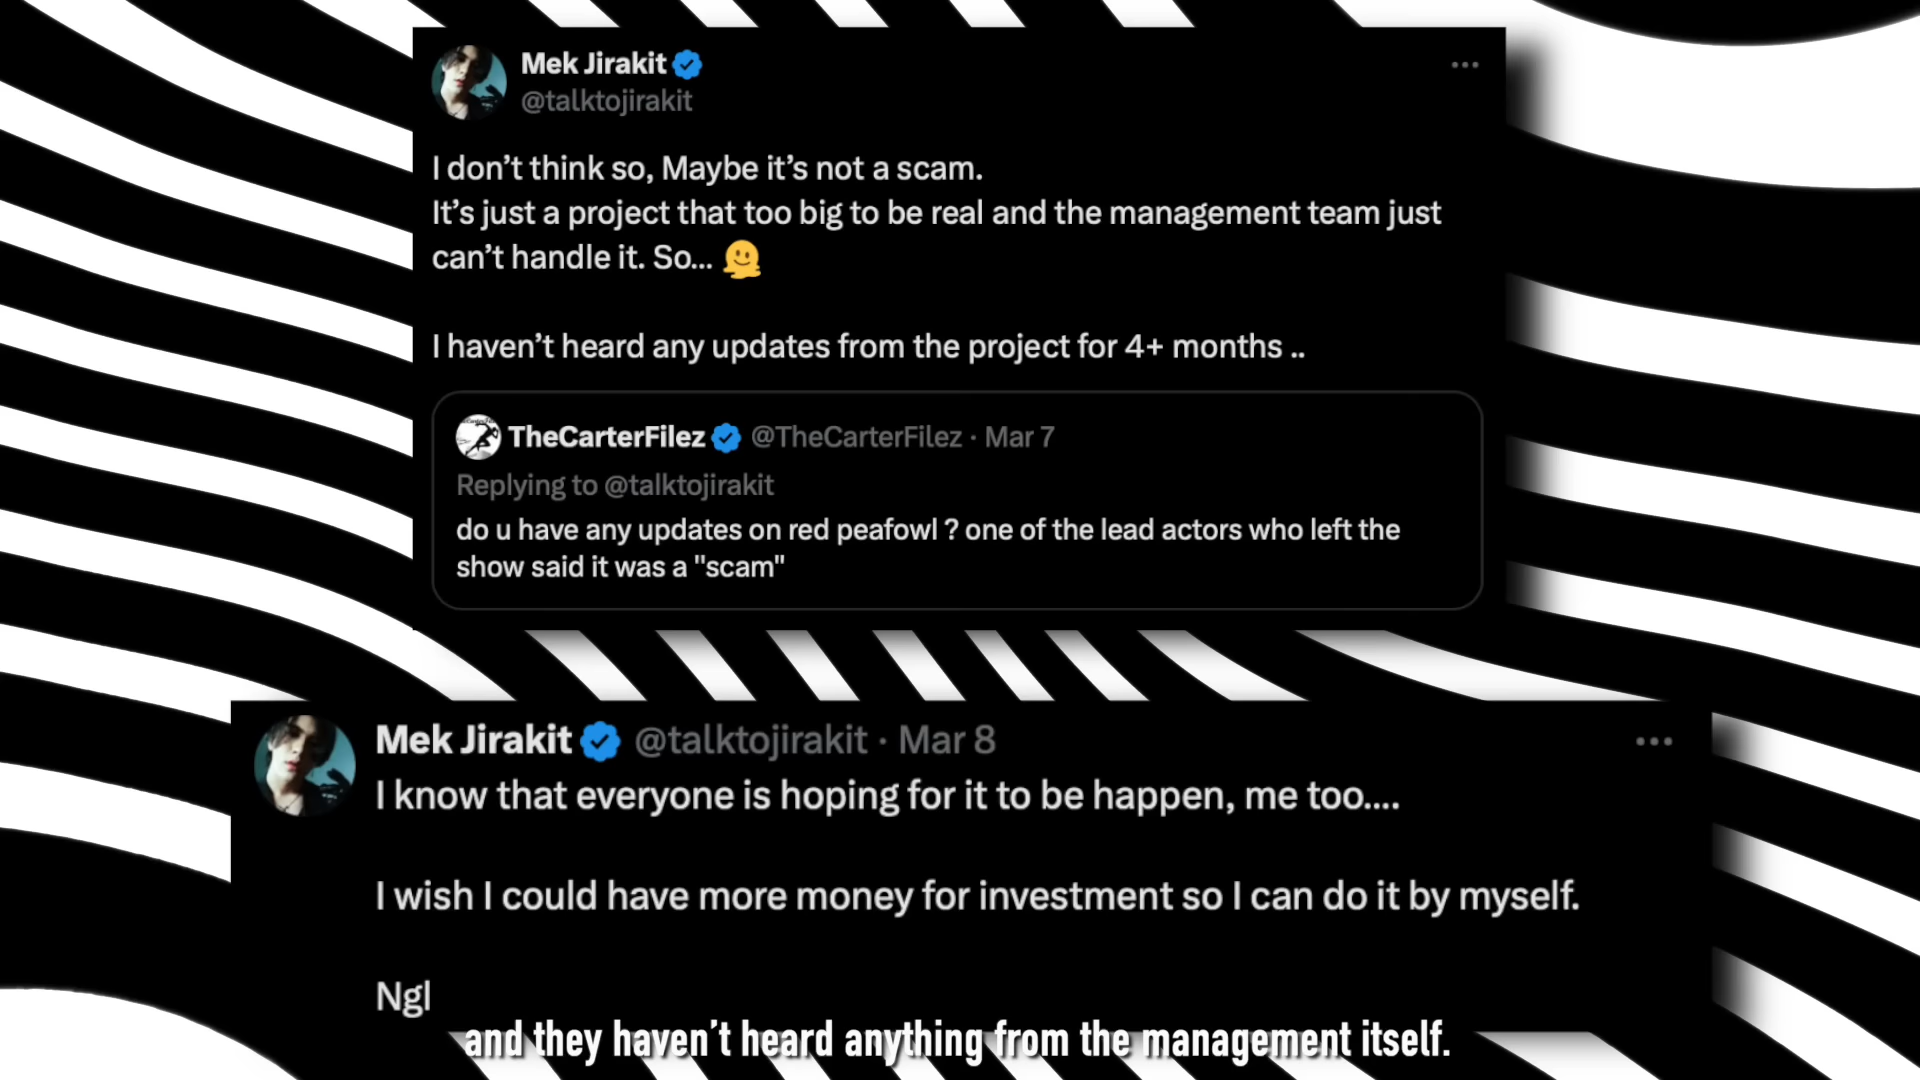 Mek Jirakit
@talktojirakit
I don’t think so, Maybe it’s not a scam.
It’s just a project that too big to be real and the management team just
can’t handle it. So... 🫠
I haven’t heard any updates from the project for 4+ months ..
TheCarterFilez @TheCarterFilez · Mar 7
Replying to @talktojirakit
do u have any updates on red peafowl ? one of the lead actors who left the
show said it was a "scam"
Mek Jirakit @talktojirakit · Mar 8
I know that everyone is hoping for it to be happen, me too....
I wish I could have more money for investment so I can do it by myself.
Ngl
and they haven’t heard anything from the management itself.